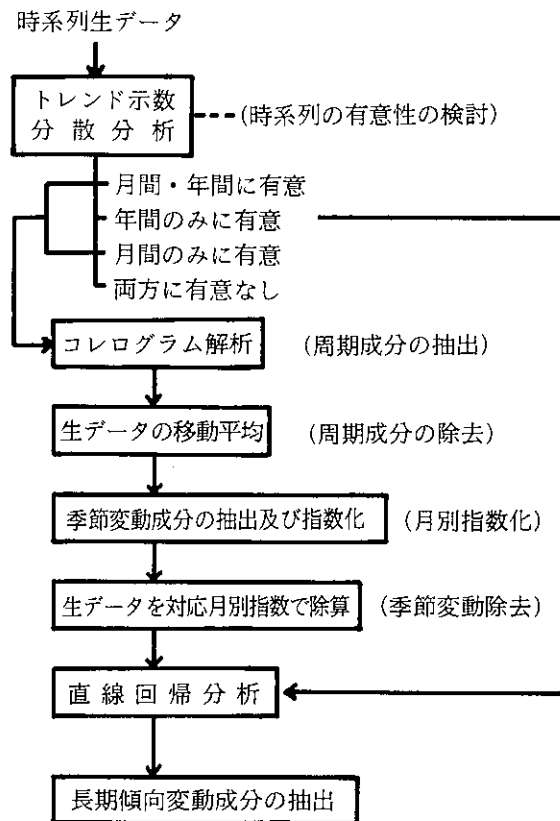 時系列生データ
トレンド示数
分散分析
(時系列の有意性の検討)
月間・年間に有意
年間のみに有意
月間のみに有意
両方に有意なし
コレログラム解析 (周期成分の抽出)
生データの移動平均 (周期成分の除去)
季節変動成分の抽出及び指数化 (月別指数化)
生データを対応月別指数で除算 (季節変動除去)
直線回帰分析
長期傾向変動成分の抽出